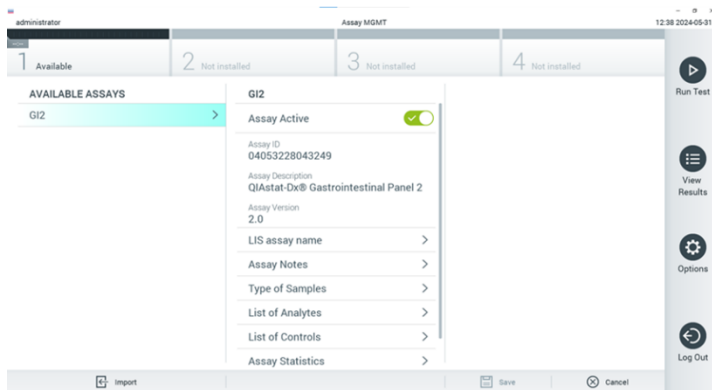 administrator
Assay MGMT
12:38 2024-05-31
1 Available
2 Not installed
3 Not installed
4 Not installed
AVAILABLE ASSAYS
GI2
GI2
Assay Active
Assay ID
04053228043249
Assay Description
QIAstat-Dx® Gastrointestinal Panel 2
Assay Version
2.0
LIS assay name
Assay Notes
Type of Samples
List of Analytes
List of Controls
Assay Statistics
Run Test
View
Results
Options
Log Out
Import
Save
Cancel